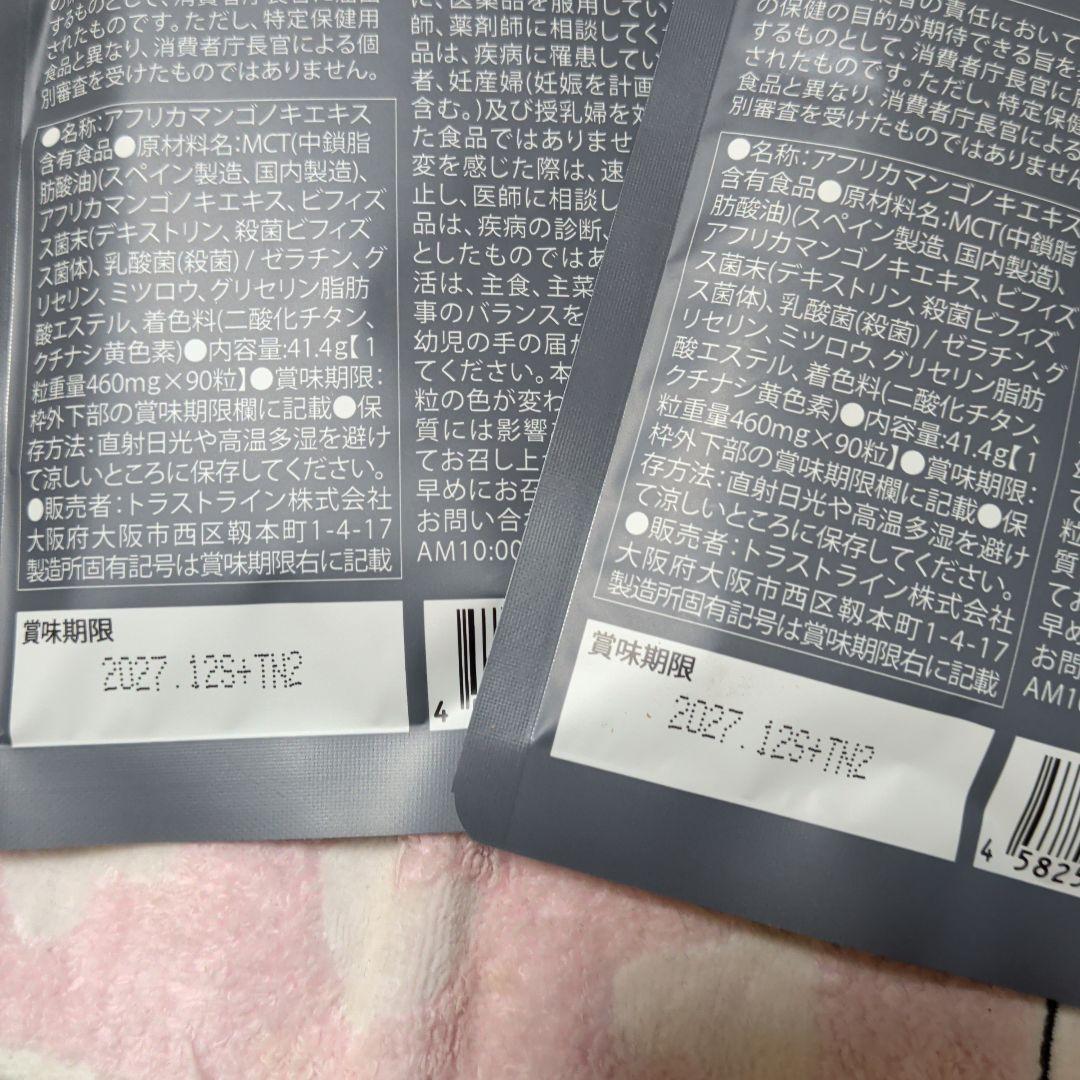 するものとして、消費者庁長官に届出
されたものです。ただし、特定保健用
食品と異なり、消費者庁長官による個
別審査を受けたものではありません。
●名称:アフリカマンゴノキエキス
含有食品●原材料名:MCT(中鎖脂
肪酸油)(スペイン製造、国内製造)、
アフリカマンゴノキエキス、ビフィズ
ス菌末(デキストリン、殺菌ビフィズ
ス菌体)、乳酸菌(殺菌) / ゼラチン、グ
リセリン、ミツロウ、グリセリン脂肪
酸エステル、着色料(二酸化チタン、
クチナシ黄色素)●内容量:41.4g【1
粒重量460mg×90粒】●賞味期限:
枠外下部の賞味期限欄に記載●保
存方法:直射日光や高温多湿を避け
て涼しいところに保存してください。
●販売者:トラストライン株式会社
大阪府大阪市西区靱本町1-4-17
製造所固有記号は賞味期限右に記載
賞味期限
2027.12S+TN2
に、医薬品を服用してい
師、薬剤師に相談してく
品は、疾病に罹患してい
者、妊産婦(妊娠を計画
含む。)及び授乳婦を対
た食品ではありませ
変を感じた際は、速
止し、医師に相談し
品は、疾病の診断、
としたものではあ
活は、主食、主菜
事のバランスを
幼児の手の届か
てください。本
粒の色が変わ
質には影響
てお召し上
早めにお召
お問い合
AM10:00
4
の責任において
の保健の目的が期待できる旨を
するものとして、消費者庁長官に
されたものです。ただし、特定保健
食品と異なり、消費者庁長官による
別審査を受けたものではありません
●名称:アフリカマンゴノキエキス
含有食品●原材料名:MCT(中鎖脂
肪酸油)(スペイン製造、国内製造)、
アフリカマンゴノキエキス、ビフィズ
ス菌末(デキストリン、殺菌ビフィズ
ス菌体)、乳酸菌(殺菌) / ゼラチン、グ
リセリン、ミツロウ、グリセリン脂肪
酸エステル、着色料(二酸化チタン、
クチナシ黄色素)●内容量:41.4g【1
粒重量460mg×90粒】●賞味期限:
枠外下部の賞味期限欄に記載●保
存方法:直射日光や高温多湿を避け
て涼しいところに保存してください。
●販売者:トラストライン株式会社
大阪府大阪市西区靱本町1-4-17
製造所固有記号は賞味期限右に記載
賞味期限
2027.12S+TN2
て
粒
質
てお
早め
お問
AM10
4 5825